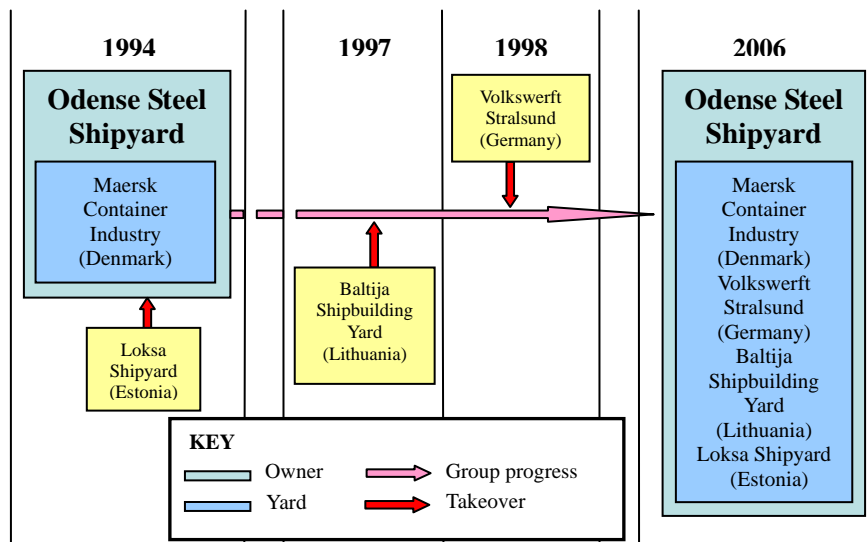 1994
Odense Steel
Shipyard
Maersk
Container
Industry
(Denmark)
Loksa
Shipyard
(Estonia)
1997
Baltija
Shipbuilding
Yard
(Lithuania)
1998
Volkswerft
Stralsund
(Germany)
2006
Odense Steel
Shipyard
Maersk
Container
Industry
(Denmark)
Volkswerft
Stralsund
(Germany)
Baltija
Shipbuilding
Yard
(Lithuania)
Loksa Shipyard
(Estonia)
KEY
Owner
Yard
Group progress
Takeover